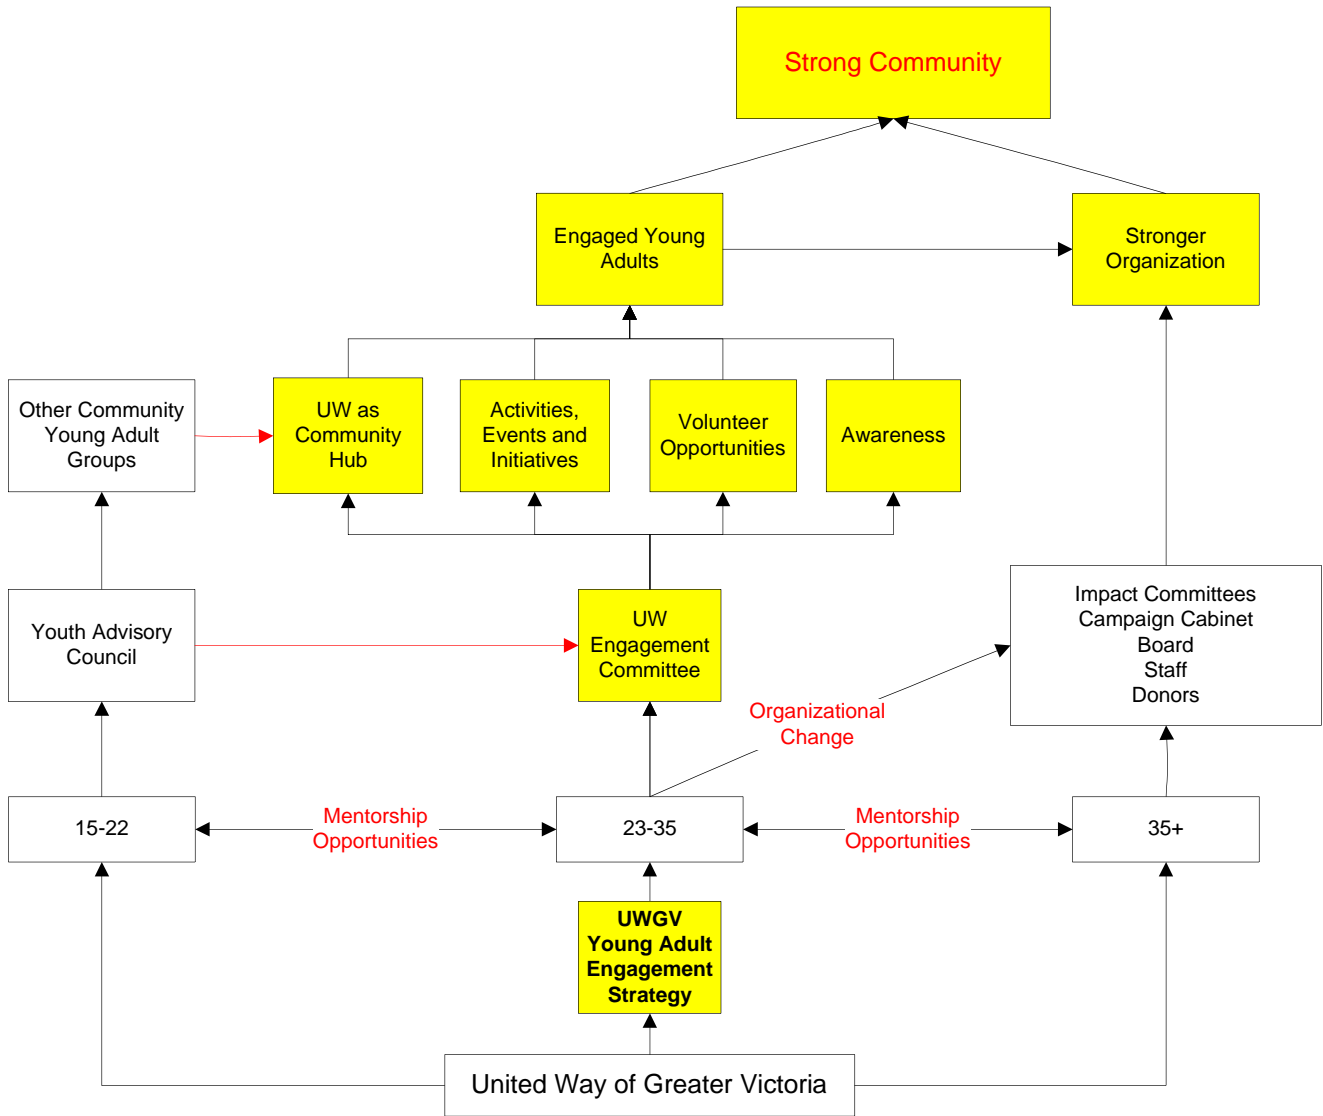 Strong Community
Engaged Young
Adults
Stronger
Organization
Other Community
Young Adult
Groups
UW as
Community
Hub
Activities,
Events and
Initiatives
Volunteer
Opportunities
Awareness
Youth Advisory
Council
UW
Engagement
Committee
Impact Committees
Campaign Cabinet
Board
Staff
Donors
Organizational
Change
15-22
Mentorship
Opportunities
23-35
Mentorship
Opportunities
35+
UWGV
Young Adult
Engagement
Strategy
United Way of Greater Victoria